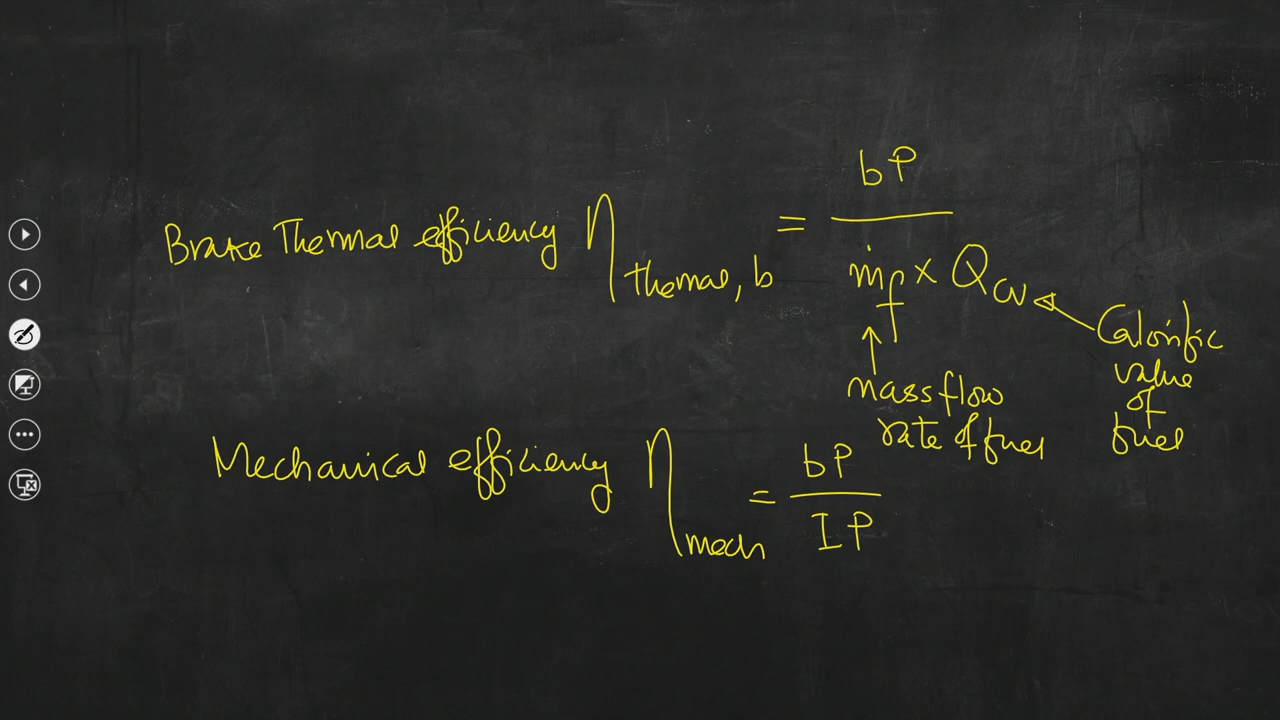 Brake Thermal efficiency η thermal, b = bP / ṁf × QCV
mass flow
rate of fuel
Calorific
value
of
fuel
Mechanical efficiency η mech = bP / IP